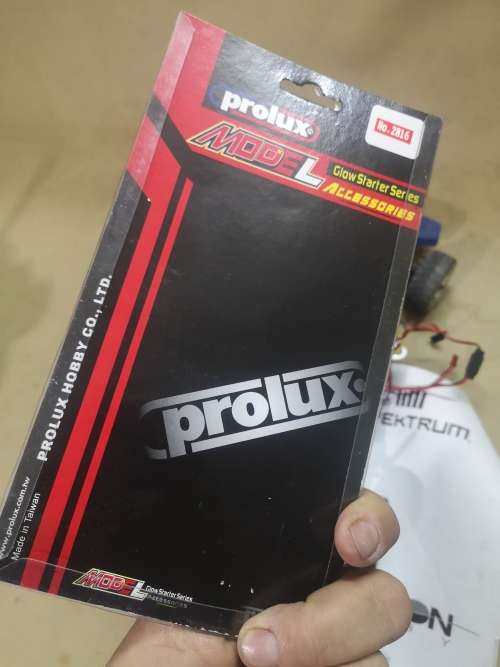 prolux
No.2816
MODEL
Glow Starter Series
ACCESSORIES
PROLUX HOBBY CO., LTD.
www.prolux.com.tw
Made in Taiwan
prolux
MODEL
Glow Starter Series
ACCESSORIES
EKTRUM
ON